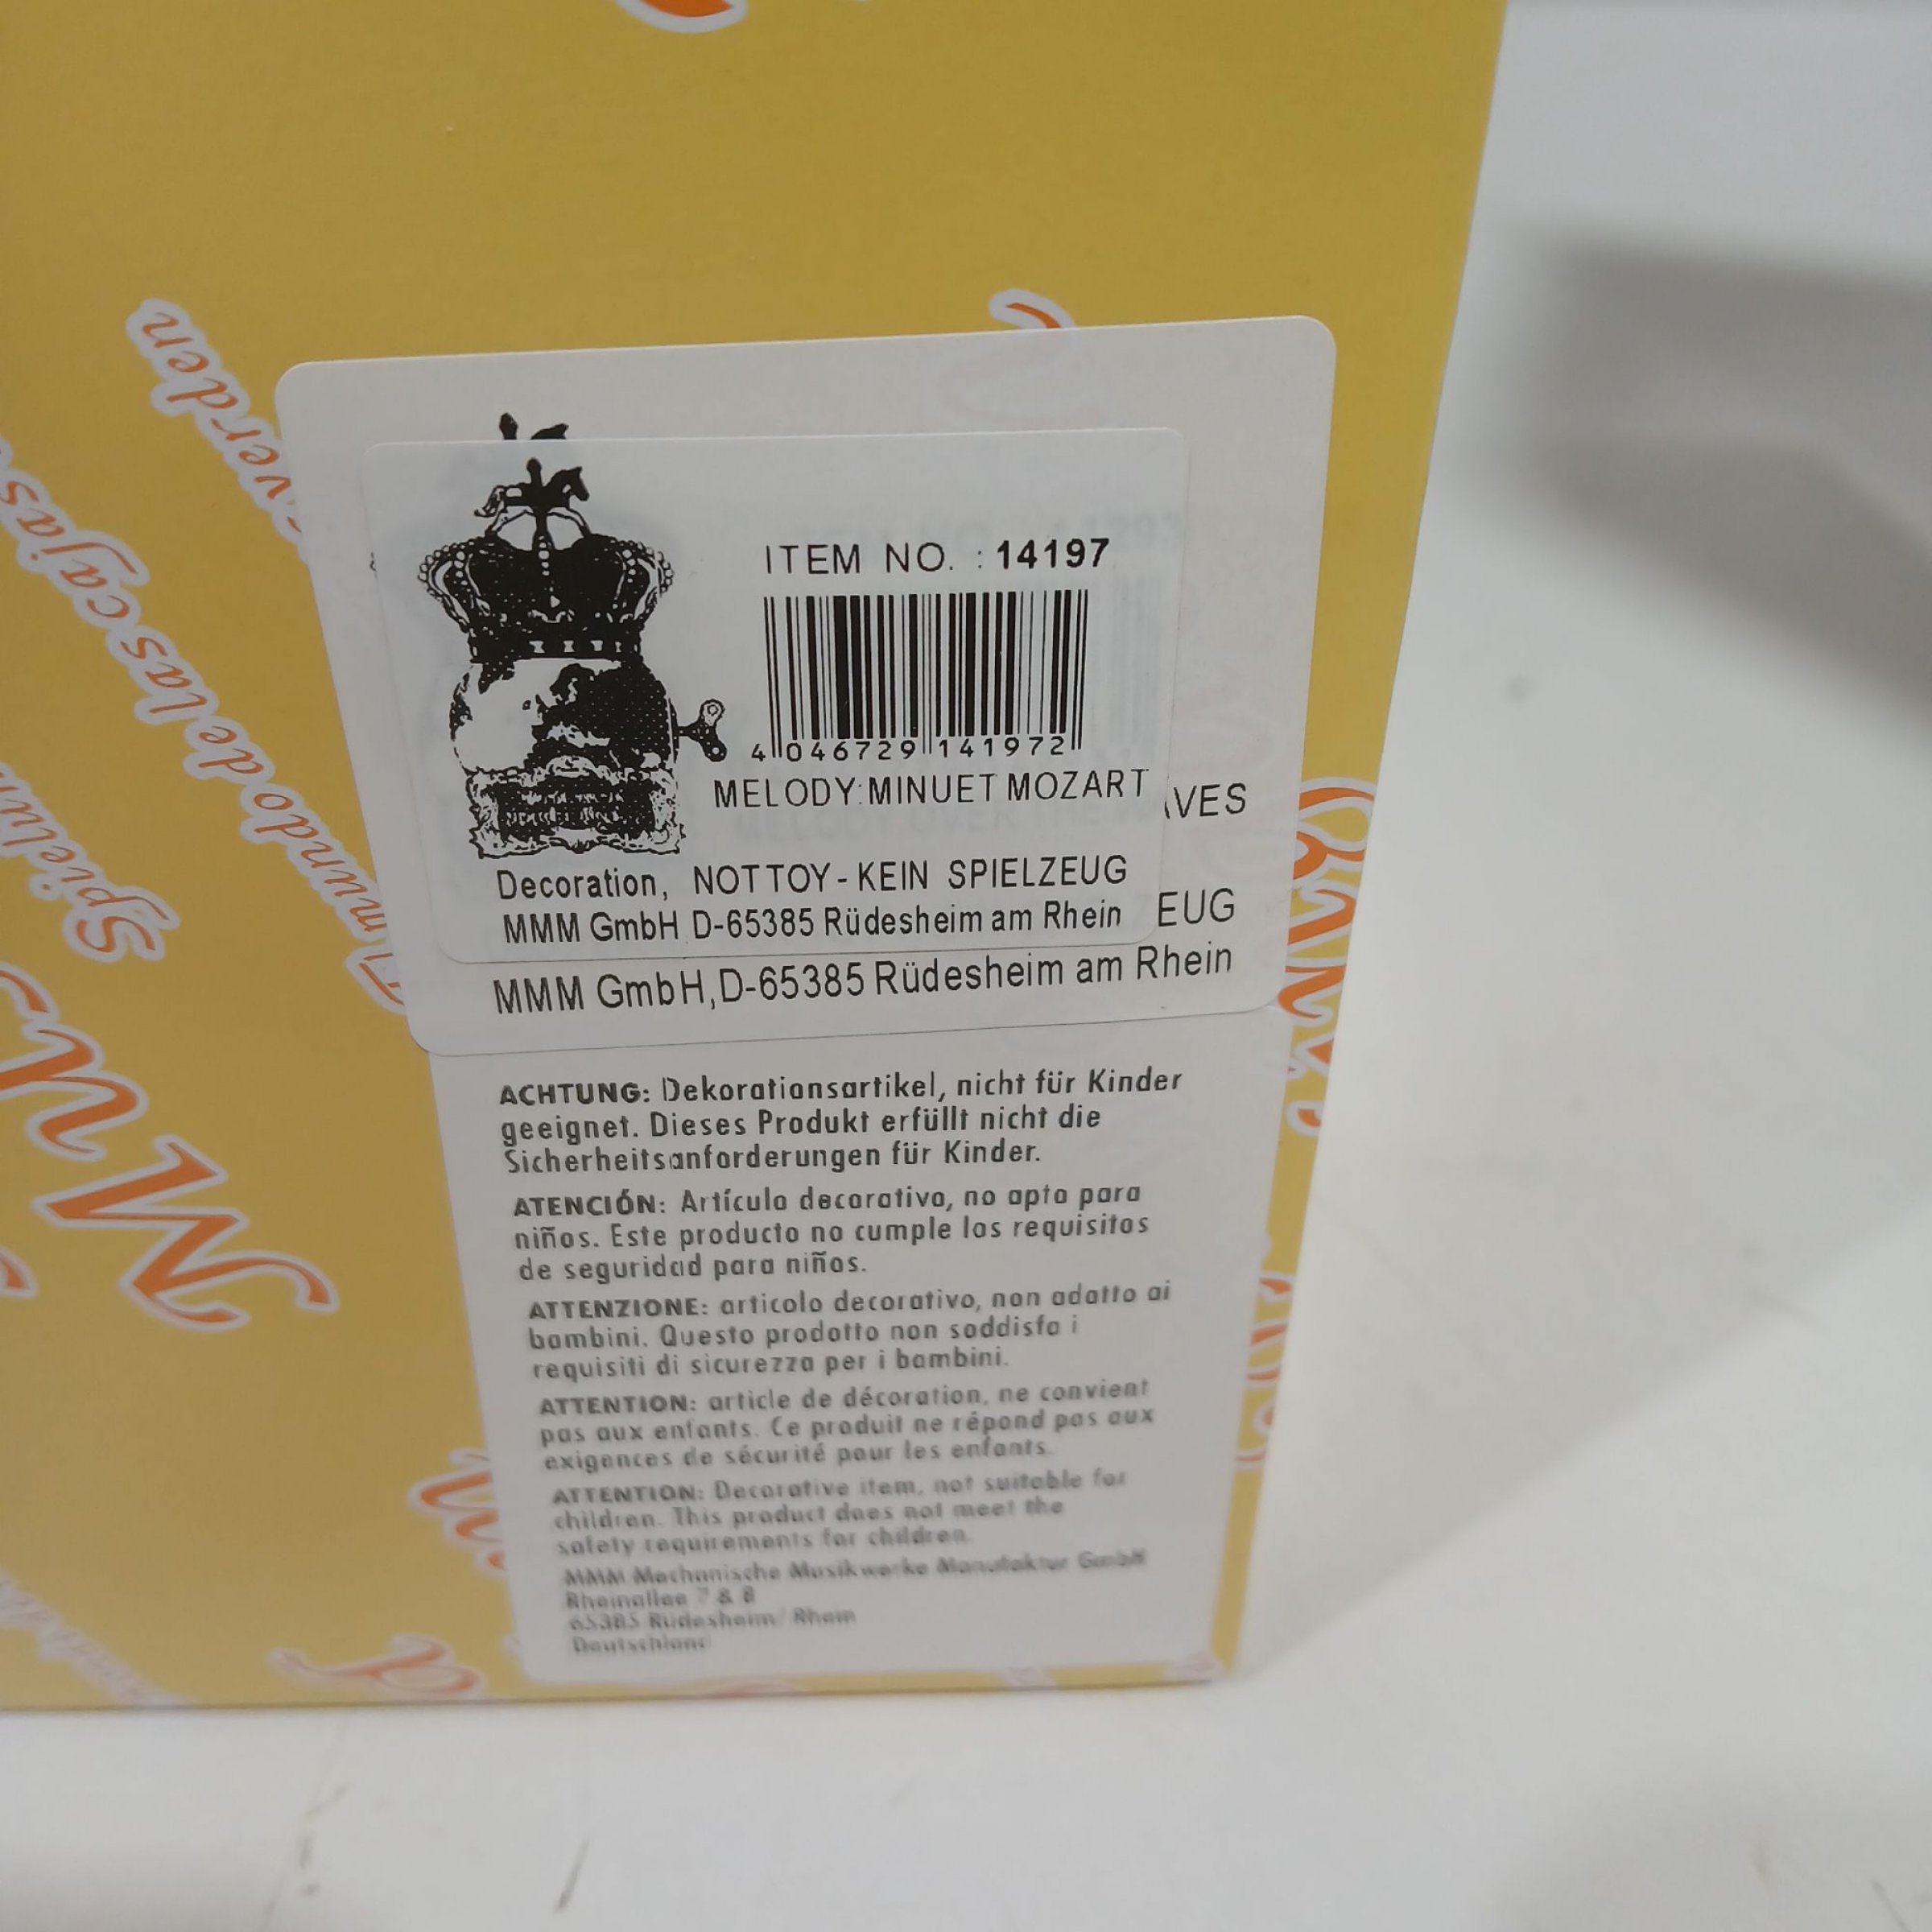 ITEM NO. : 14197
4 046729 141972
MELODY: MINUET MOZART
VES
Decoration, NOT TOY - KEIN SPIELZEUG
EUG
MMM GmbH D-65385 Rüdesheim am Rhein
MMM GmbH, D-65385 Rüdesheim am Rhein
ACHTUNG: Dekorationsartikel, nicht für Kinder
geeignet. Dieses Produkt erfüllt nicht die
Sicherheitsanforderungen für Kinder.
ATENCIÓN: Artículo decorativo, no apto para
niños. Este producto no cumple los requisitos
de seguridad para niños.
ATTENZIONE: articolo decorativo, non adatto ai
bambini. Questo prodotto non soddisfa i
requisiti di sicurezza per i bambini.
ATTENTION: article de décoration, ne convient
pas aux enfants. Ce produit ne répond pas aux
exigences de sécurité pour les enfants.
ATTENTION: Decorative item, not suitable for
children. This product does not meet the
safety requirements for children.
MMM Mechanische Musikwerke Manufaktur GmbH
Rheinallee 7 & 8
65385 Rüdesheim/Rhein
Deutschland
werden
mundo de las cajas
Spielu